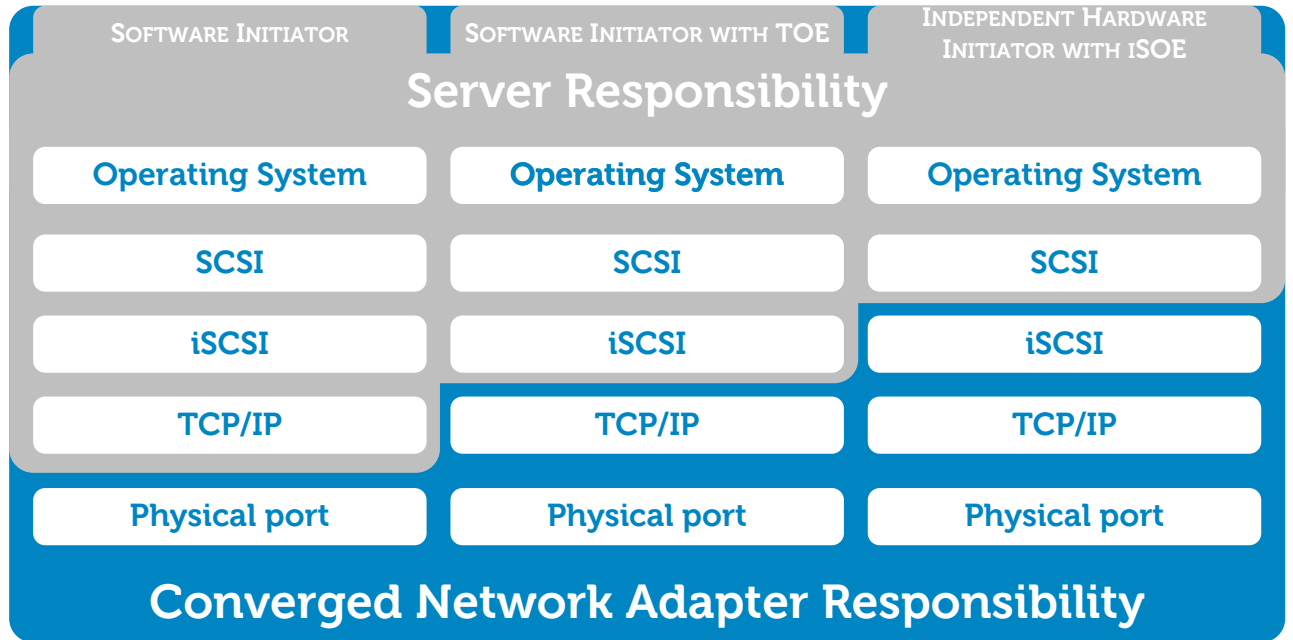 SOFTWARE INITIATOR
SOFTWARE INITIATOR WITH TOE
INDEPENDENT HARDWARE
INITIATOR WITH ISOE
Server Responsibility
Operating System
Operating System
Operating System
SCSI
SCSI
SCSI
iSCSI
iSCSI
iSCSI
TCP/IP
TCP/IP
TCP/IP
Physical port
Physical port
Physical port
Converged Network Adapter Responsibility